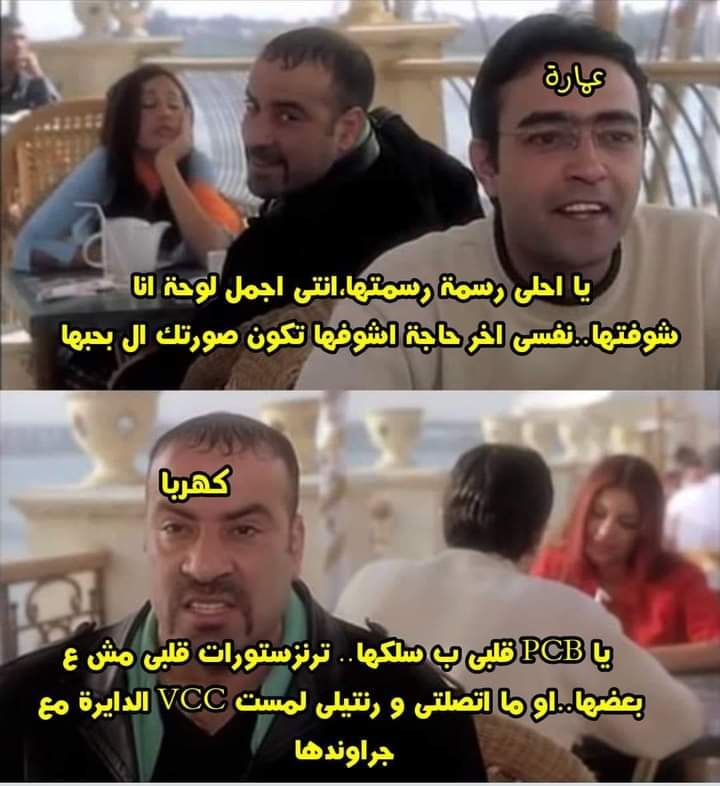 عمارة
يا احلى رسمة رسمتها.انتى اجمل لوحة انا
شوفتها..نفسى اخر حاجة اشوفها تكون صورتك ال بحبها
كهربا
يا PCB قلبى ب سلكها.. ترنزستورات قلبى مش ع
بعضها..او ما اتصلتى و رنتيلى لمست VCC الدايرة مع
جراوندها